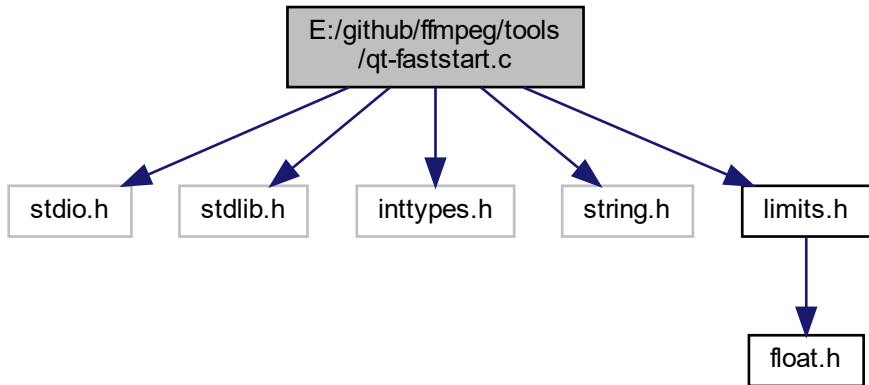 E:/github/ffmpeg/tools
/qt-faststart.c
stdio.h
stdlib.h
inttypes.h
string.h
limits.h
float.h